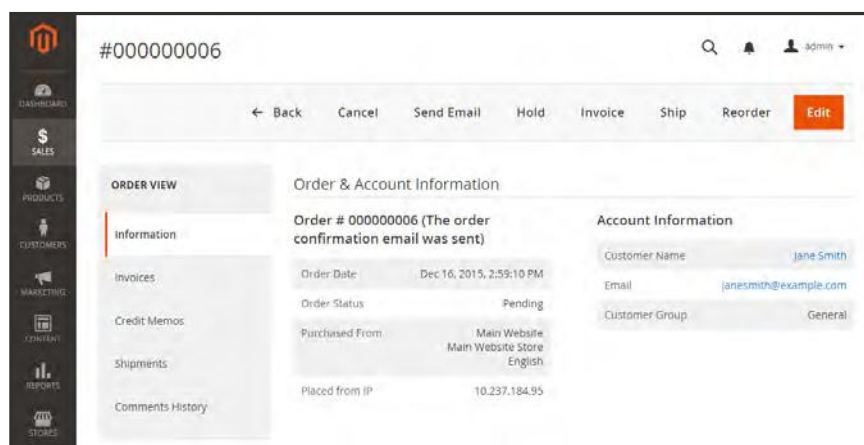 #000000006
admin
DASHBOARD
SALES
PRODUCTS
CUSTOMERS
MARKETING
CONTENT
REPORTS
STORES
← Back Cancel Send Email Hold Invoice Ship Reorder Edit
ORDER VIEW
Information
Invoices
Credit Memos
Shipments
Comments History
Order & Account Information
Order # 000000006 (The order
confirmation email was sent)
Order Date Dec 16, 2015, 2:59:10 PM
Order Status Pending
Purchased From Main Website
Main Website Store
English
Placed from IP 10.237.184.95
Account Information
Customer Name Jane Smith
Email janesmith@example.com
Customer Group General